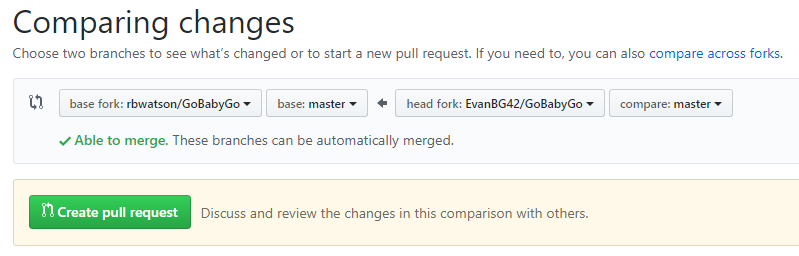 Comparing changes
Choose two branches to see what’s changed or to start a new pull request. If you need to, you can also compare across forks.
base fork: rbwatson/GoBabyGo base: master head fork: EvanBG42/GoBabyGo compare: master
Able to merge. These branches can be automatically merged.
Create pull request Discuss and review the changes in this comparison with others.